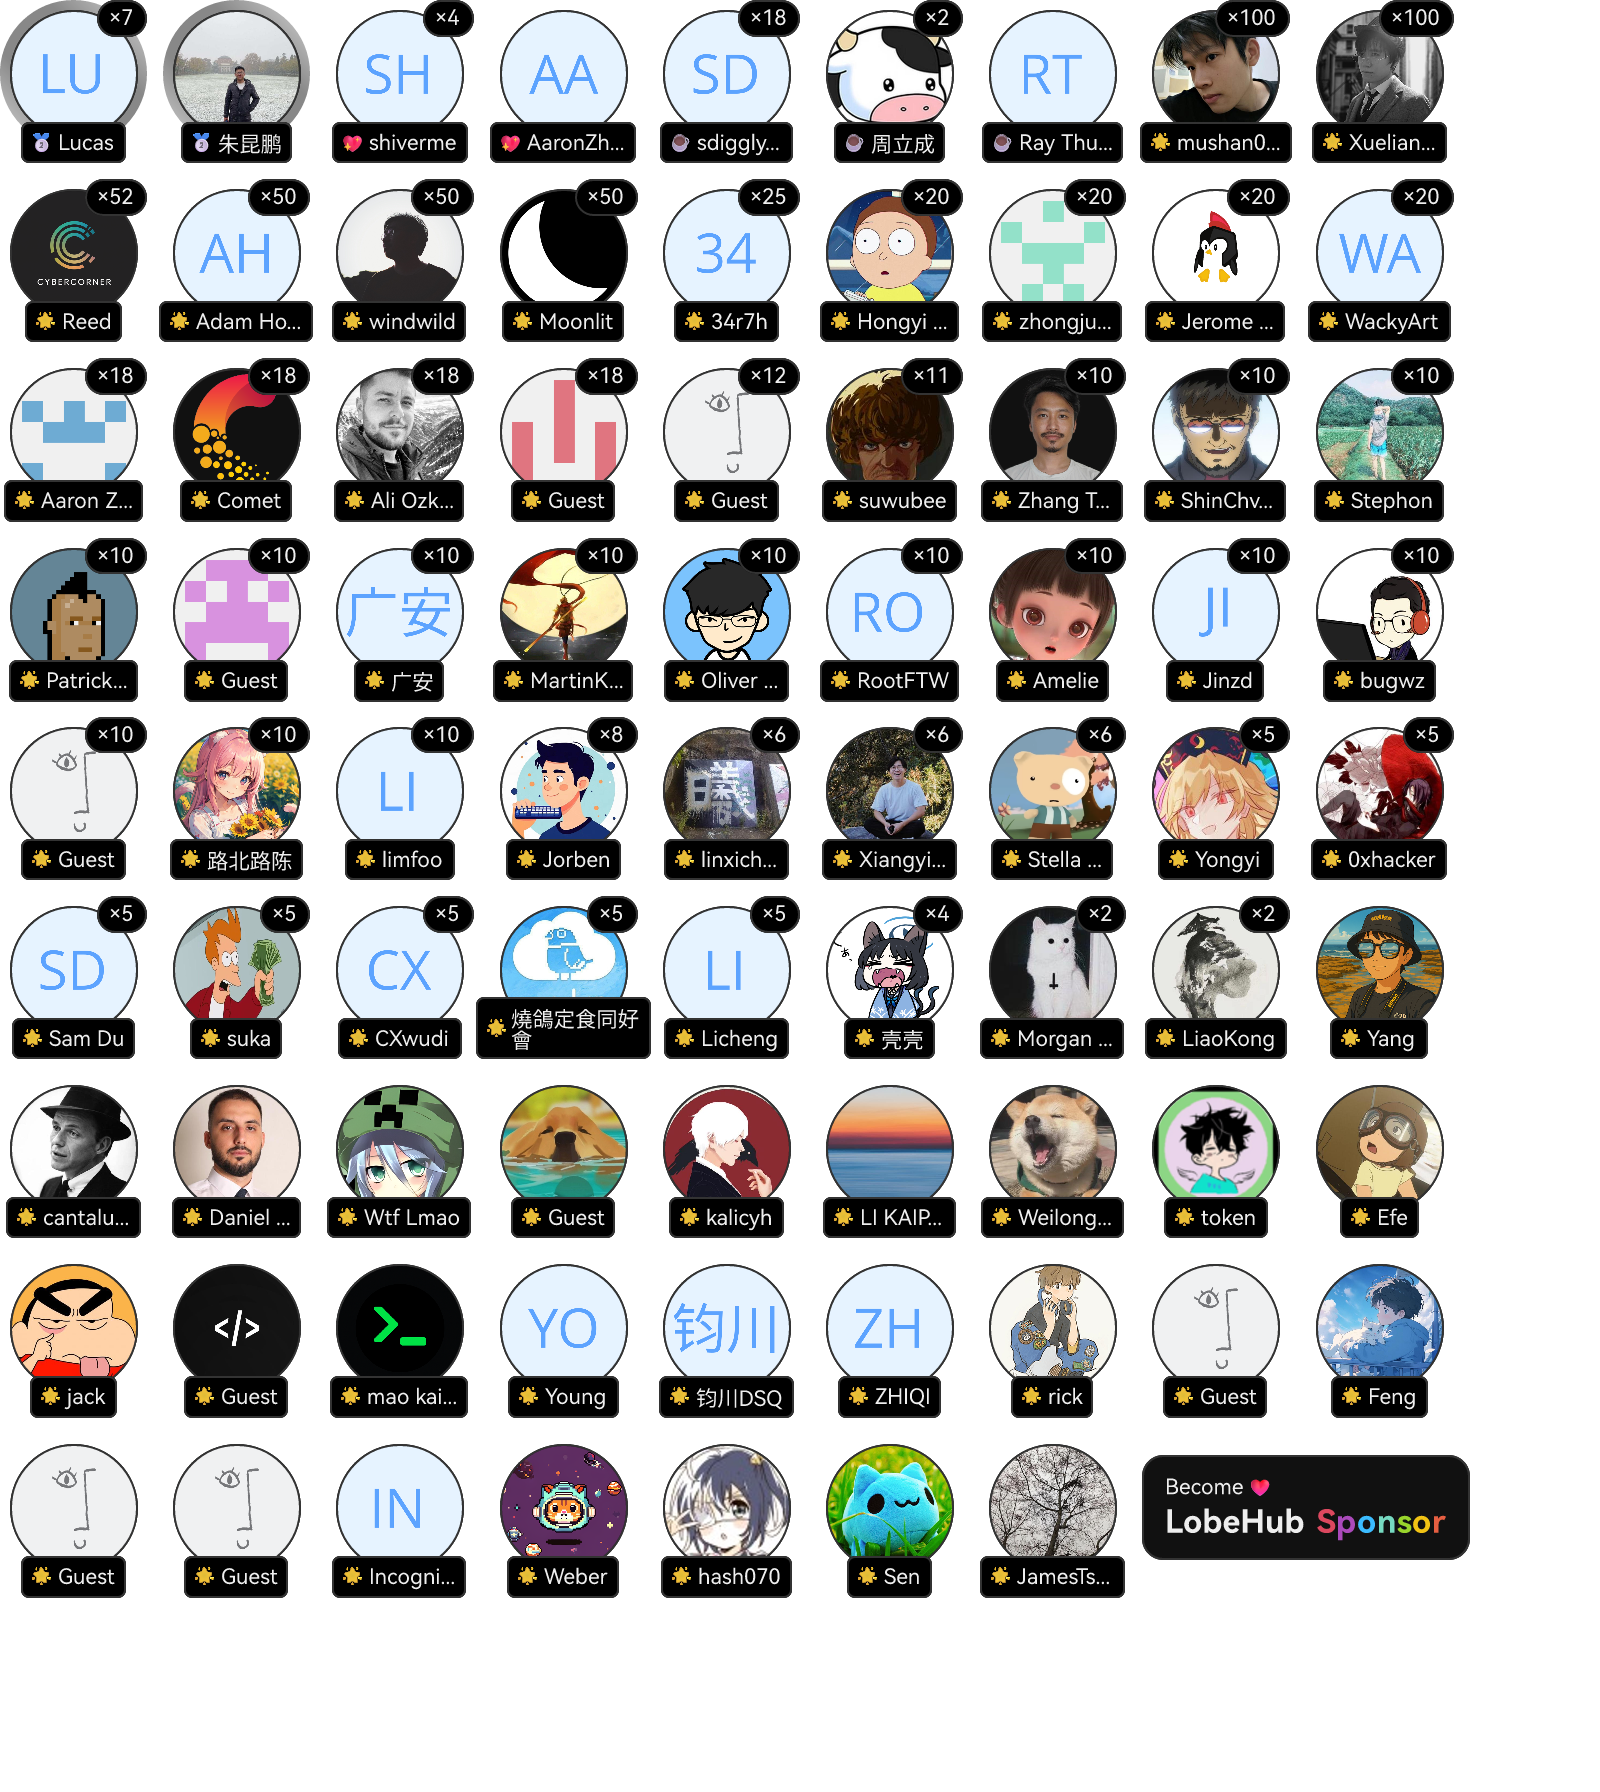 ×7
LU
Lucas
朱昆鹏
×4
SH
shiverme
AA
AaronZh...
×18
SD
sdiggly...
×2
周立成
RT
Ray Thu...
×100
mushan0...
×100
Xuelian...
×52
CYBERCORNER
Reed
×50
AH
Adam Ho...
×50
windwild
×50
Moonlit
×25
34
34r7h
×20
Hongyi ...
×20
zhongju...
×20
Jerome ...
×20
WA
WackyArt
×18
Aaron Z...
×18
Comet
×18
Ali Ozk...
×18
Guest
×12
Guest
×11
suwubee
×10
Zhang T...
×10
ShinChv...
×10
Stephon
×10
Patrick...
×10
Guest
×10
广安
广安
×10
MartinK...
×10
Oliver ...
×10
RO
RootFTW
×10
Amelie
×10
JI
Jinzd
×10
bugwz
×10
Guest
×10
路北路陈
×10
LI
limfoo
×8
Jorben
×6
linxich...
×6
Xiangyi...
×6
Stella ...
×5
Yongyi
×5
0xhacker
×5
SD
Sam Du
×5
suka
×5
CX
CXwudi
×5
燒鴿定食同好
會
×5
LI
Licheng
×4
壳壳
×2
Morgan ...
×2
LiaoKong
Yang
cantalu...
Daniel ...
Wtf Lmao
Guest
kalicyh
LI KAIP...
Weilong...
token
Efe
jack
</>
Guest
>_
mao kai...
YO
Young
钧川
钧川DSQ
ZH
ZHIQI
rick
Guest
Feng
Guest
Guest
IN
Incogni...
Weber
hash070
Sen
JamesTs...
Become
LobeHub Sponsor